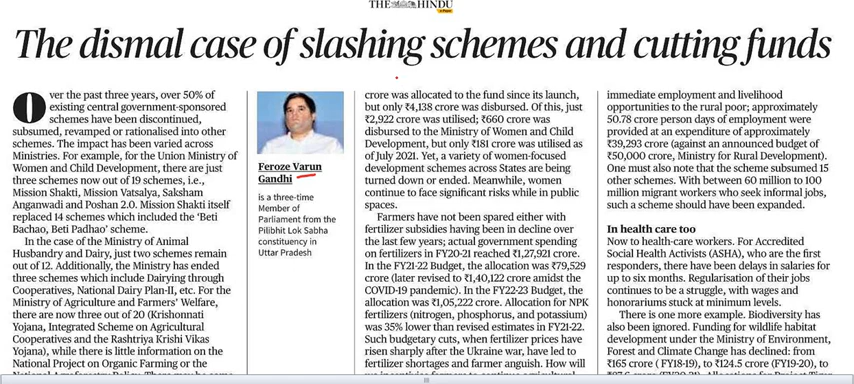 THE HINDU
The dismal case of slashing schemes and cutting funds
Over the past three years, over 50% of
existing central government-sponsored
schemes have been discontinued,
subsumed, revamped or rationalised into other
schemes. The impact has been varied across
Ministries. For example, for the Union Ministry of
Women and Child Development, there are just
three schemes now out of 19 schemes, i.e.,
Mission Shakti, Mission Vatsalya, Saksham
Anganwadi and Poshan 2.0. Mission Shakti itself
replaced 14 schemes which included the ‘Beti
Bachao, Beti Padhao’ scheme.
In the case of the Ministry of Animal
Husbandry and Dairy, just two schemes remain
out of 12. Additionally, the Ministry has ended
three schemes which include Dairying through
Cooperatives, National Dairy Plan-II, etc. For the
Ministry of Agriculture and Farmers’ Welfare,
there are now three out of 20 (Krishonnati
Yojana, Integrated Scheme on Agricultural
Cooperatives and the Rashtriya Krishi Vikas
Yojana), while there is little information on the
National Project on Organic Farming or the
Feroze Varun
Gandhi
is a three-time
Member of
Parliament from the
Pilibhit Lok Sabha
constituency in
Uttar Pradesh
crore was allocated to the fund since its launch,
but only ₹4,138 crore was disbursed. Of this, just
₹2,922 crore was utilised; ₹660 crore was
disbursed to the Ministry of Women and Child
Development, but only ₹181 crore was utilised as
of July 2021. Yet, a variety of women-focused
development schemes across States are being
turned down or ended. Meanwhile, women
continue to face significant risks while in public
spaces.
Farmers have not been spared either with
fertilizer subsidies having been in decline over
the last few years; actual government spending
on fertilizers in FY20-21 reached ₹1,27,921 crore.
In the FY21-22 Budget, the allocation was ₹79,529
crore (later revised to ₹1,40,122 crore amidst the
COVID-19 pandemic). In the FY22-23 Budget, the
allocation was ₹1,05,222 crore. Allocation for NPK
fertilizers (nitrogen, phosphorus, and potassium)
was 35% lower than revised estimates in FY21-22.
Such budgetary cuts, when fertilizer prices have
risen sharply after the Ukraine war, have led to
fertilizer shortages and farmer anguish. How will
immediate employment and livelihood
opportunities to the rural poor; approximately
50.78 crore person days of employment were
provided at an expenditure of approximately
₹39,293 crore (against an announced budget of
₹50,000 crore, Ministry for Rural Development).
One must also note that the scheme subsumed 15
other schemes. With between 60 million to 100
million migrant workers who seek informal jobs,
such a scheme should have been expanded.
In health care too
Now to health-care workers. For Accredited
Social Health Activists (ASHA), who are the first
responders, there have been delays in salaries for
up to six months. Regularisation of their jobs
continues to be a struggle, with wages and
honorariums stuck at minimum levels.
There is one more example. Biodiversity has
also been ignored. Funding for wildlife habitat
development under the Ministry of Environment,
Forest and Climate Change has declined: from
₹165 crore ( FY18-19), to ₹124.5 crore (FY19-20), to